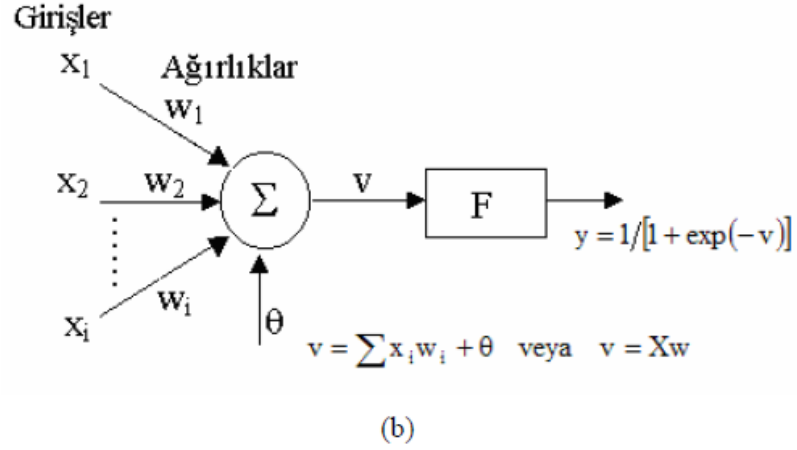 Girişler
x₁
Ağırlıklar
w₁
x₂
w₂
Σ
v
F
y = 1/[1 + exp(−v)]
wᵢ
xᵢ
θ
v = ∑xᵢwᵢ + θ veya v = Xw
(b)